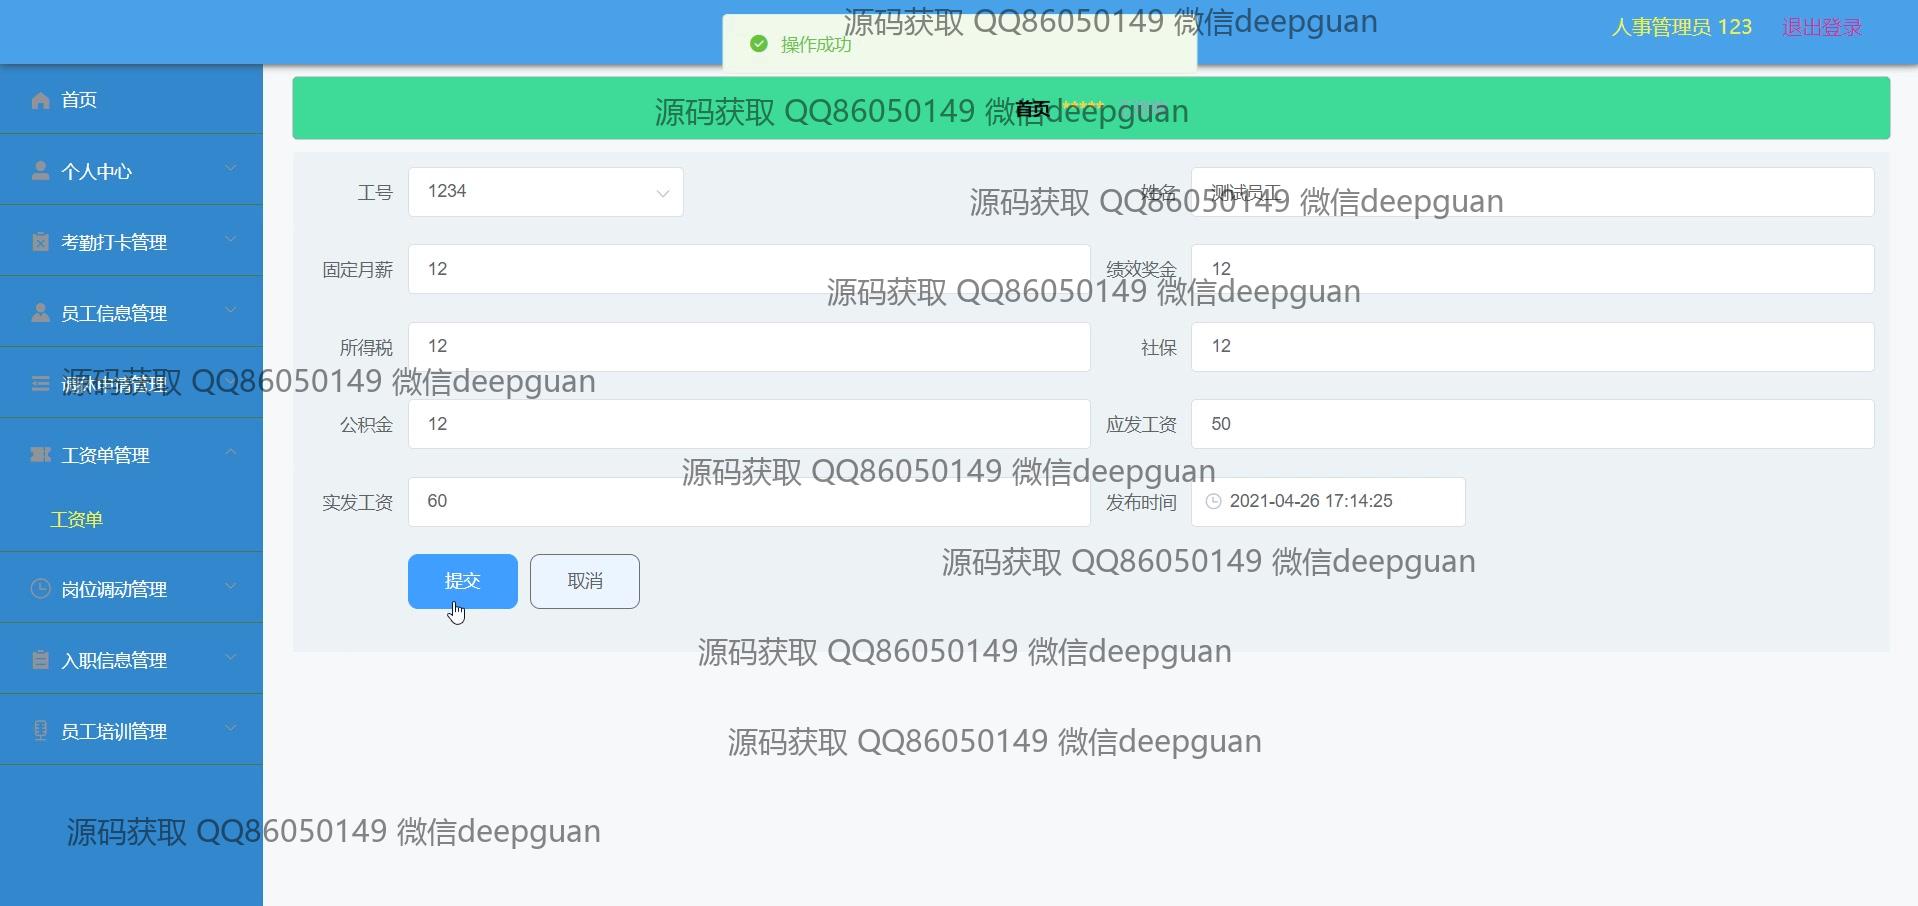 源码获取 QQ86050149 微信deepguan
操作成功
人事管理员 123
退出登录
首页
个人中心
考勤打卡管理
员工信息管理
工资单管理
工资单
岗位调动管理
入职信息管理
员工培训管理
首页 *****
源码获取 QQ86050149 微信deepguan
工号 1234
姓名 测试员工
源码获取 QQ86050149 微信deepguan
固定月薪 12
绩效奖金 12
源码获取 QQ86050149 微信deepguan
所得税 12
社保 12
源码获取 QQ86050149 微信deepguan
公积金 12
应发工资 50
源码获取 QQ86050149 微信deepguan
实发工资 60
发布时间 2021-04-26 17:14:25
源码获取 QQ86050149 微信deepguan
提交 取消
源码获取 QQ86050149 微信deepguan
源码获取 QQ86050149 微信deepguan
源码获取 QQ86050149 微信deepguan